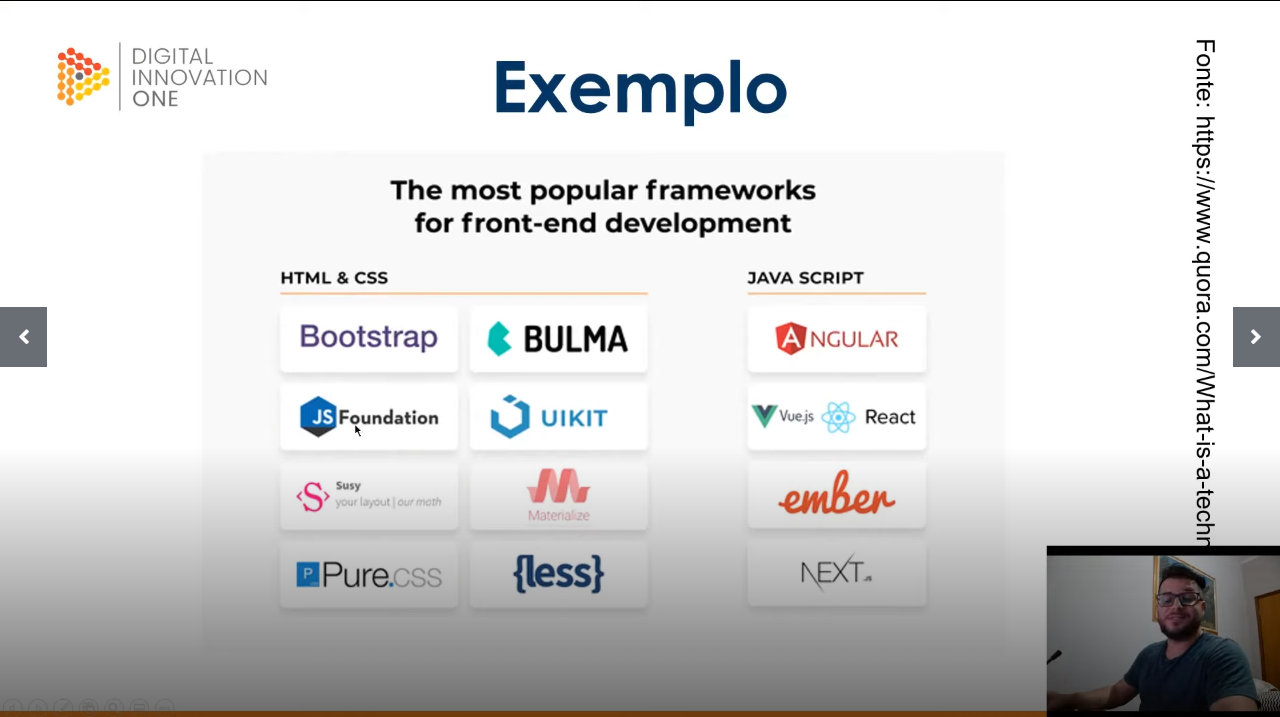 DIGITAL
INNOVATION
ONE
Exemplo
The most popular frameworks
for front-end development
HTML & CSS
Bootstrap
BULMA
JS Foundation
UIKIT
Susy
your layout | our math
Materialize
Pure.css
{less}
JAVA SCRIPT
ANGULAR
Vue.js
React
ember
NEXT.JS
Fonte: https://www.quora.com/What-is-a-techn